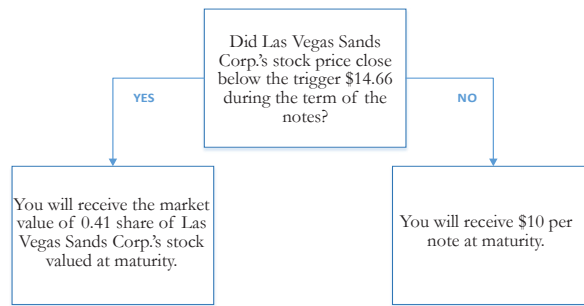 Did Las Vegas Sands
Corp.'s stock price close
below the trigger $14.66
during the term of the
notes?
YES
NO
You will receive the market
value of 0.41 share of Las
Vegas Sands Corp.'s stock
valued at maturity.
You will receive $10 per
note at maturity.